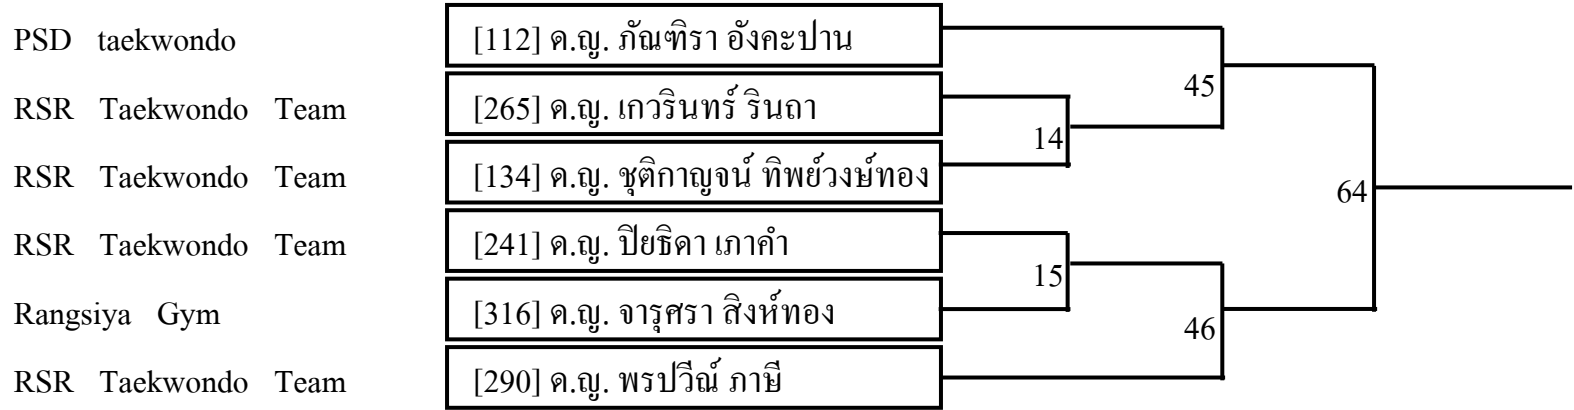 PSD taekwondo [112] ด.ญ. ภัณฑิรา อังคะปาน
45
RSR Taekwondo Team [265] ด.ญ. เกวรินทร์ รินถา
14
RSR Taekwondo Team [134] ด.ญ. ชุติกาญจน์ ทิพย์วงษ์ทอง
64
RSR Taekwondo Team [241] ด.ญ. ปิยธิดา เภาคำ
15
Rangsiya Gym [316] ด.ญ. จารุศรา สิงห์ทอง
46
RSR Taekwondo Team [290] ด.ญ. พรปวีณ์ ภาษี